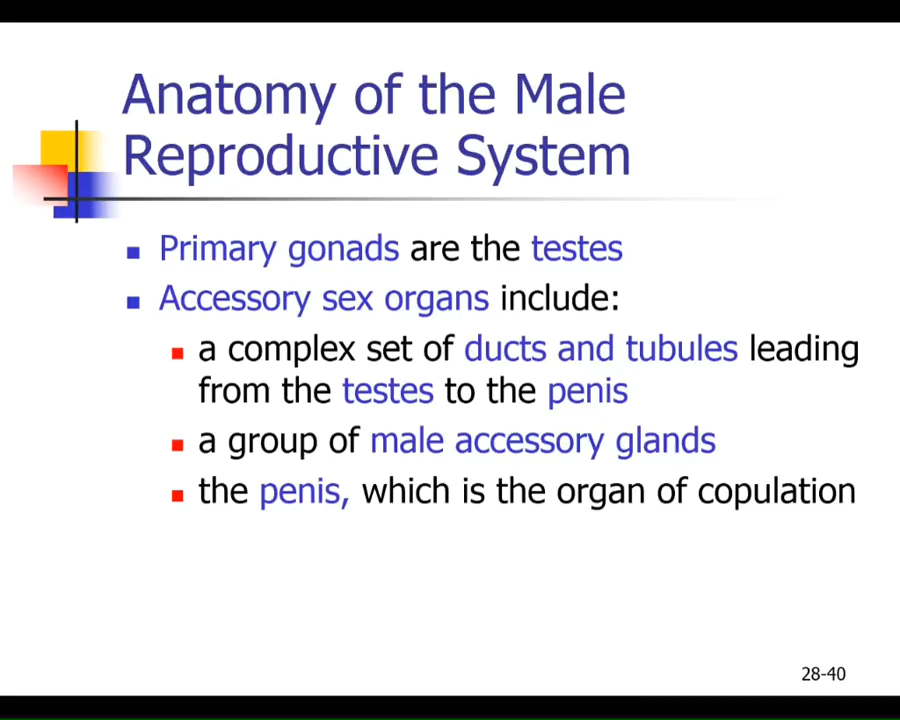 Anatomy of the Male
Reproductive System
Primary gonads are the testes
Accessory sex organs include:
a complex set of ducts and tubules leading
from the testes to the penis
a group of male accessory glands
the penis, which is the organ of copulation
28-40